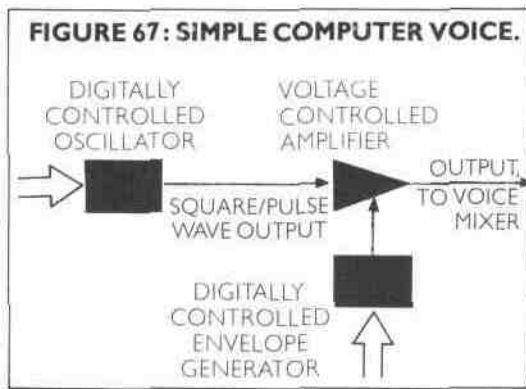 FIGURE 67: SIMPLE COMPUTER VOICE.
DIGITALLY
CONTROLLED
OSCILLATOR
VOLTAGE
CONTROLLED
AMPLIFIER
SQUARE/PULSE
WAVE OUTPUT
OUTPUT,
TO VOICE
MIXER
DIGITALLY
CONTROLLED
ENVELOPE
GENERATOR